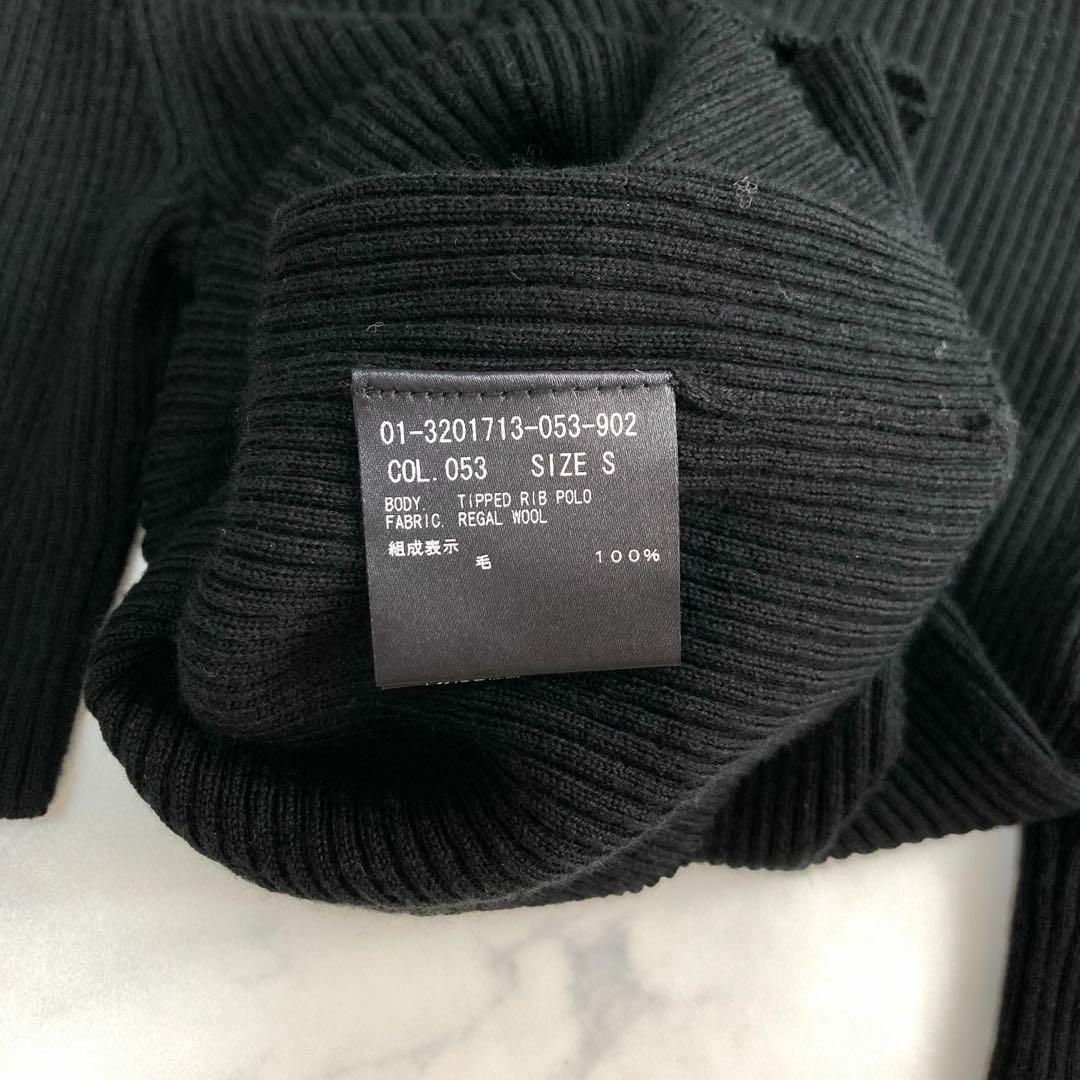 01-3201713-053-902
COL.053 SIZE S
BODY. TIPPED RIB POLO
FABRIC. REGAL WOOL
組成表示
毛 100%